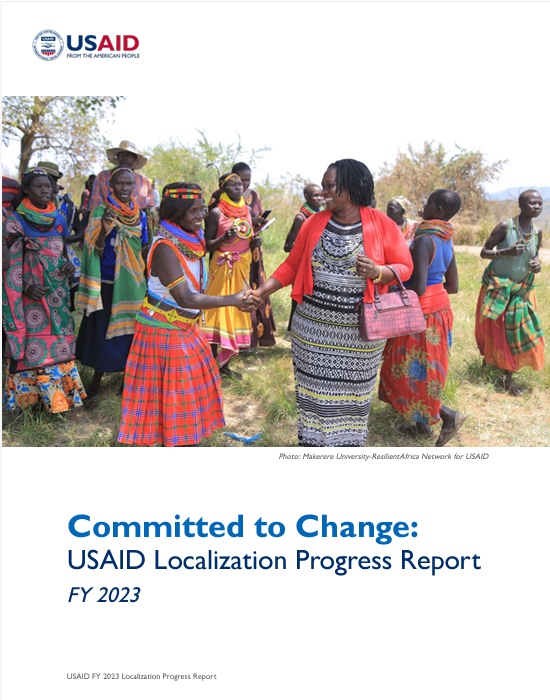 USAID
FROM THE AMERICAN PEOPLE
Photo: Makerere University-ResilientAfrica Network for USAID
Committed to Change:
USAID Localization Progress Report
FY 2023
USAID FY 2023 Localization Progress Report